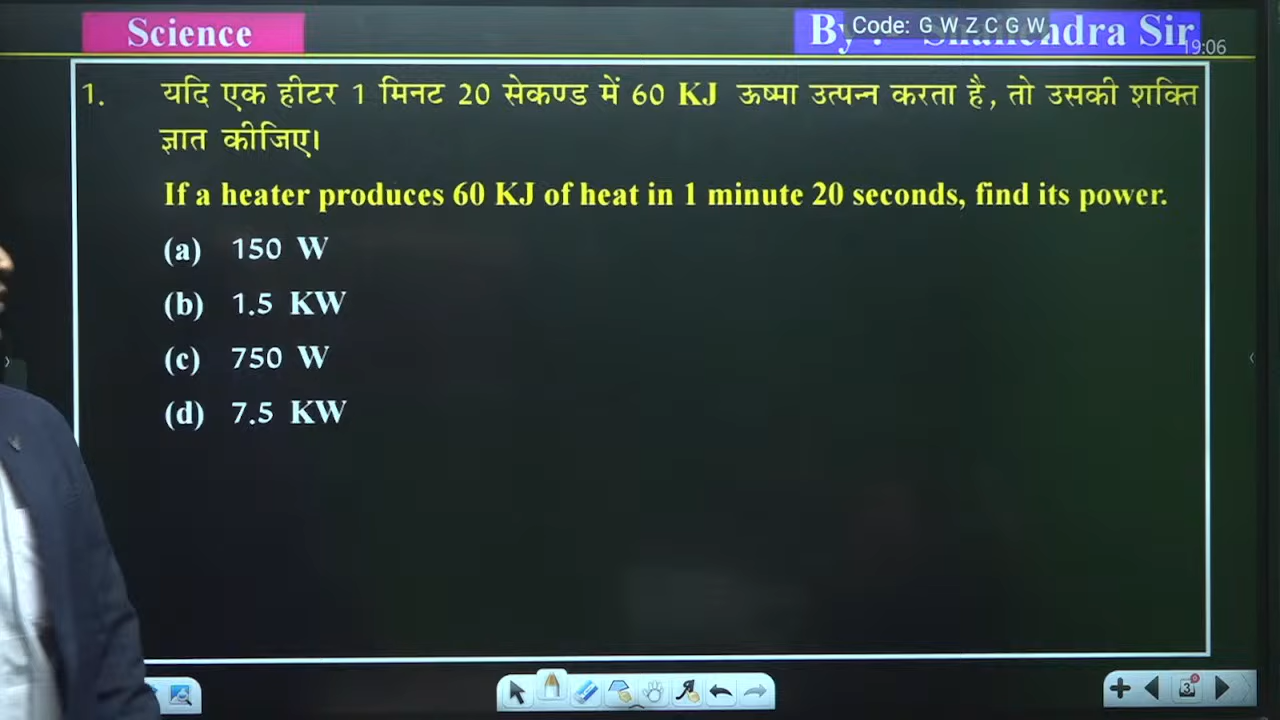 Science
By : Shailendra Sir
Code: G W Z C G W
19:06
1. यदि एक हीटर 1 मिनट 20 सेकण्ड में 60 KJ ऊष्मा उत्पन्न करता है, तो उसकी शक्ति
ज्ञात कीजिए।
If a heater produces 60 KJ of heat in 1 minute 20 seconds, find its power.
(a) 150 W
(b) 1.5 KW
(c) 750 W
(d) 7.5 KW
3